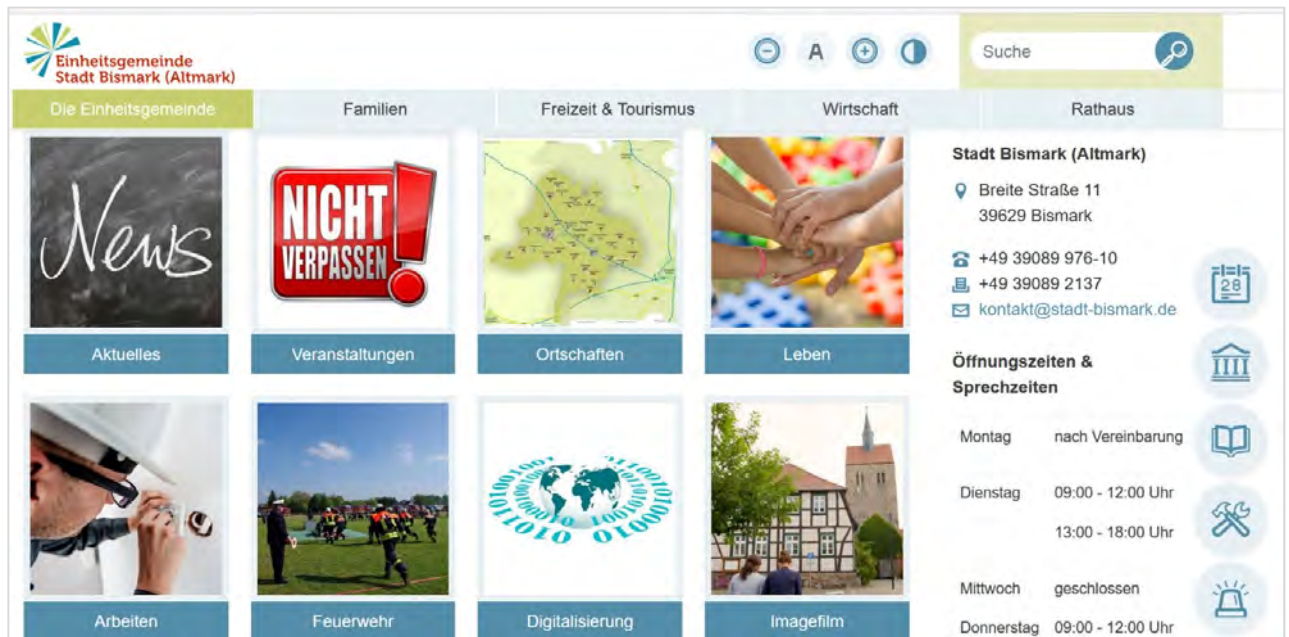 Einheitsgemeinde
Stadt Bismark (Altmark)
A
Suche
Die Einheitsgemeinde
Familien
Freizeit & Tourismus
Wirtschaft
Rathaus
News
NICHT
VERPASSEN!
Aktuelles
Veranstaltungen
Ortschaften
Leben
Arbeiten
Feuerwehr
Digitalisierung
Imagefilm
Stadt Bismark (Altmark)
Breite Straße 11
39629 Bismark
+49 39089 976-10
+49 39089 2137
kontakt@stadt-bismark.de
Öffnungszeiten &
Sprechzeiten
Montag nach Vereinbarung
Dienstag 09:00 - 12:00 Uhr
13:00 - 18:00 Uhr
Mittwoch geschlossen
Donnerstag 09:00 - 12:00 Uhr
28